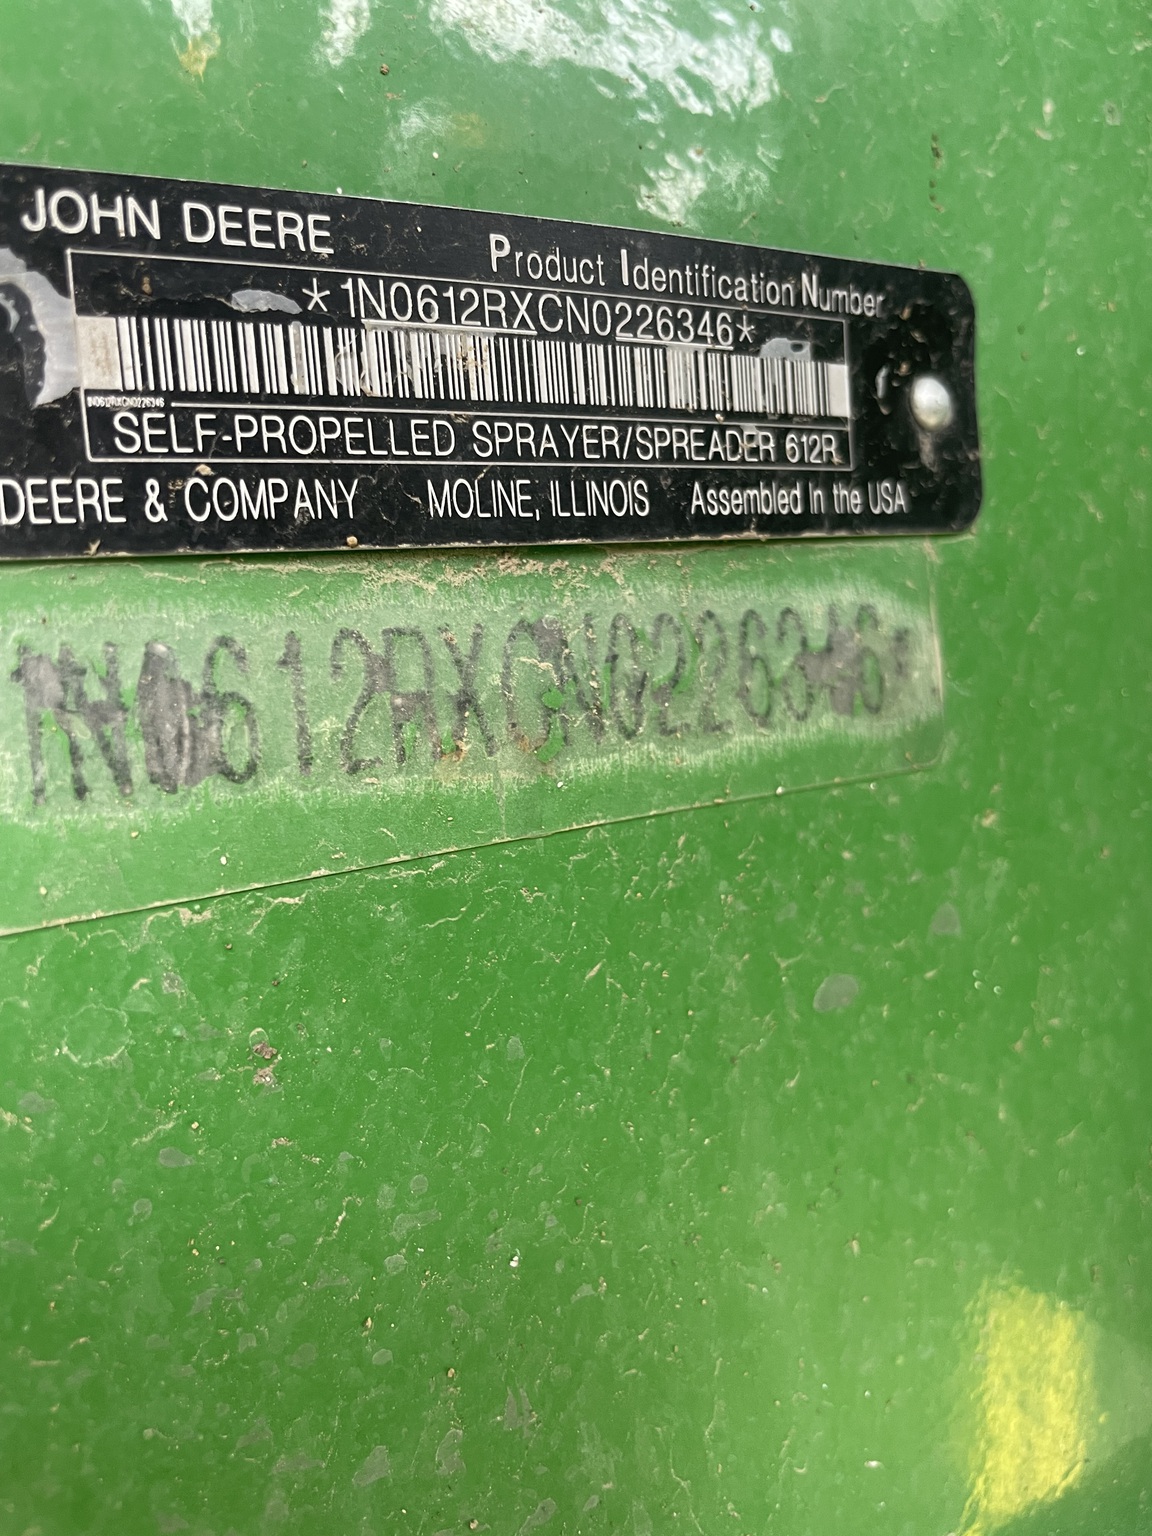 JOHN DEERE
Product Identification Number
*1N0612RXCN0226346*
1N0612RXCN0226346
SELF-PROPELLED SPRAYER/SPREADER 612R
DEERE & COMPANY MOLINE, ILLINOIS Assembled In the USA
1N0612RXCN0226346